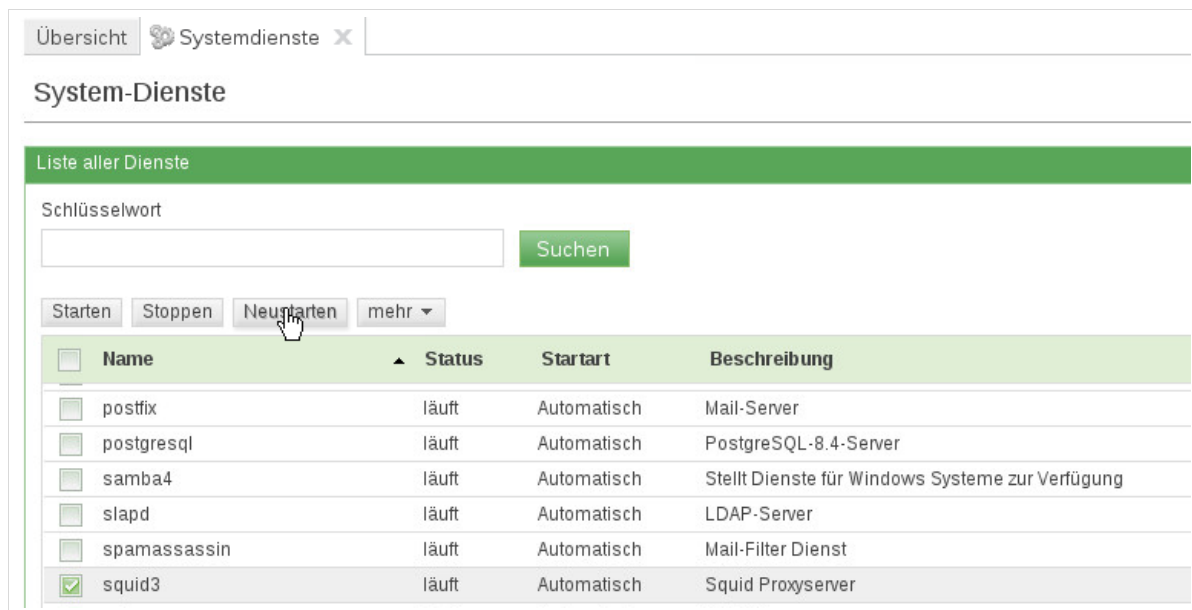 Übersicht Systemdienste
System-Dienste
Liste aller Dienste
Schlüsselwort
Suchen
Starten Stoppen Neustarten mehr
Name Status Startart Beschreibung
postfix läuft Automatisch Mail-Server
postgresql läuft Automatisch PostgreSQL-8.4-Server
samba4 läuft Automatisch Stellt Dienste für Windows Systeme zur Verfügung
slapd läuft Automatisch LDAP-Server
spamassassin läuft Automatisch Mail-Filter Dienst
squid3 läuft Automatisch Squid Proxyserver